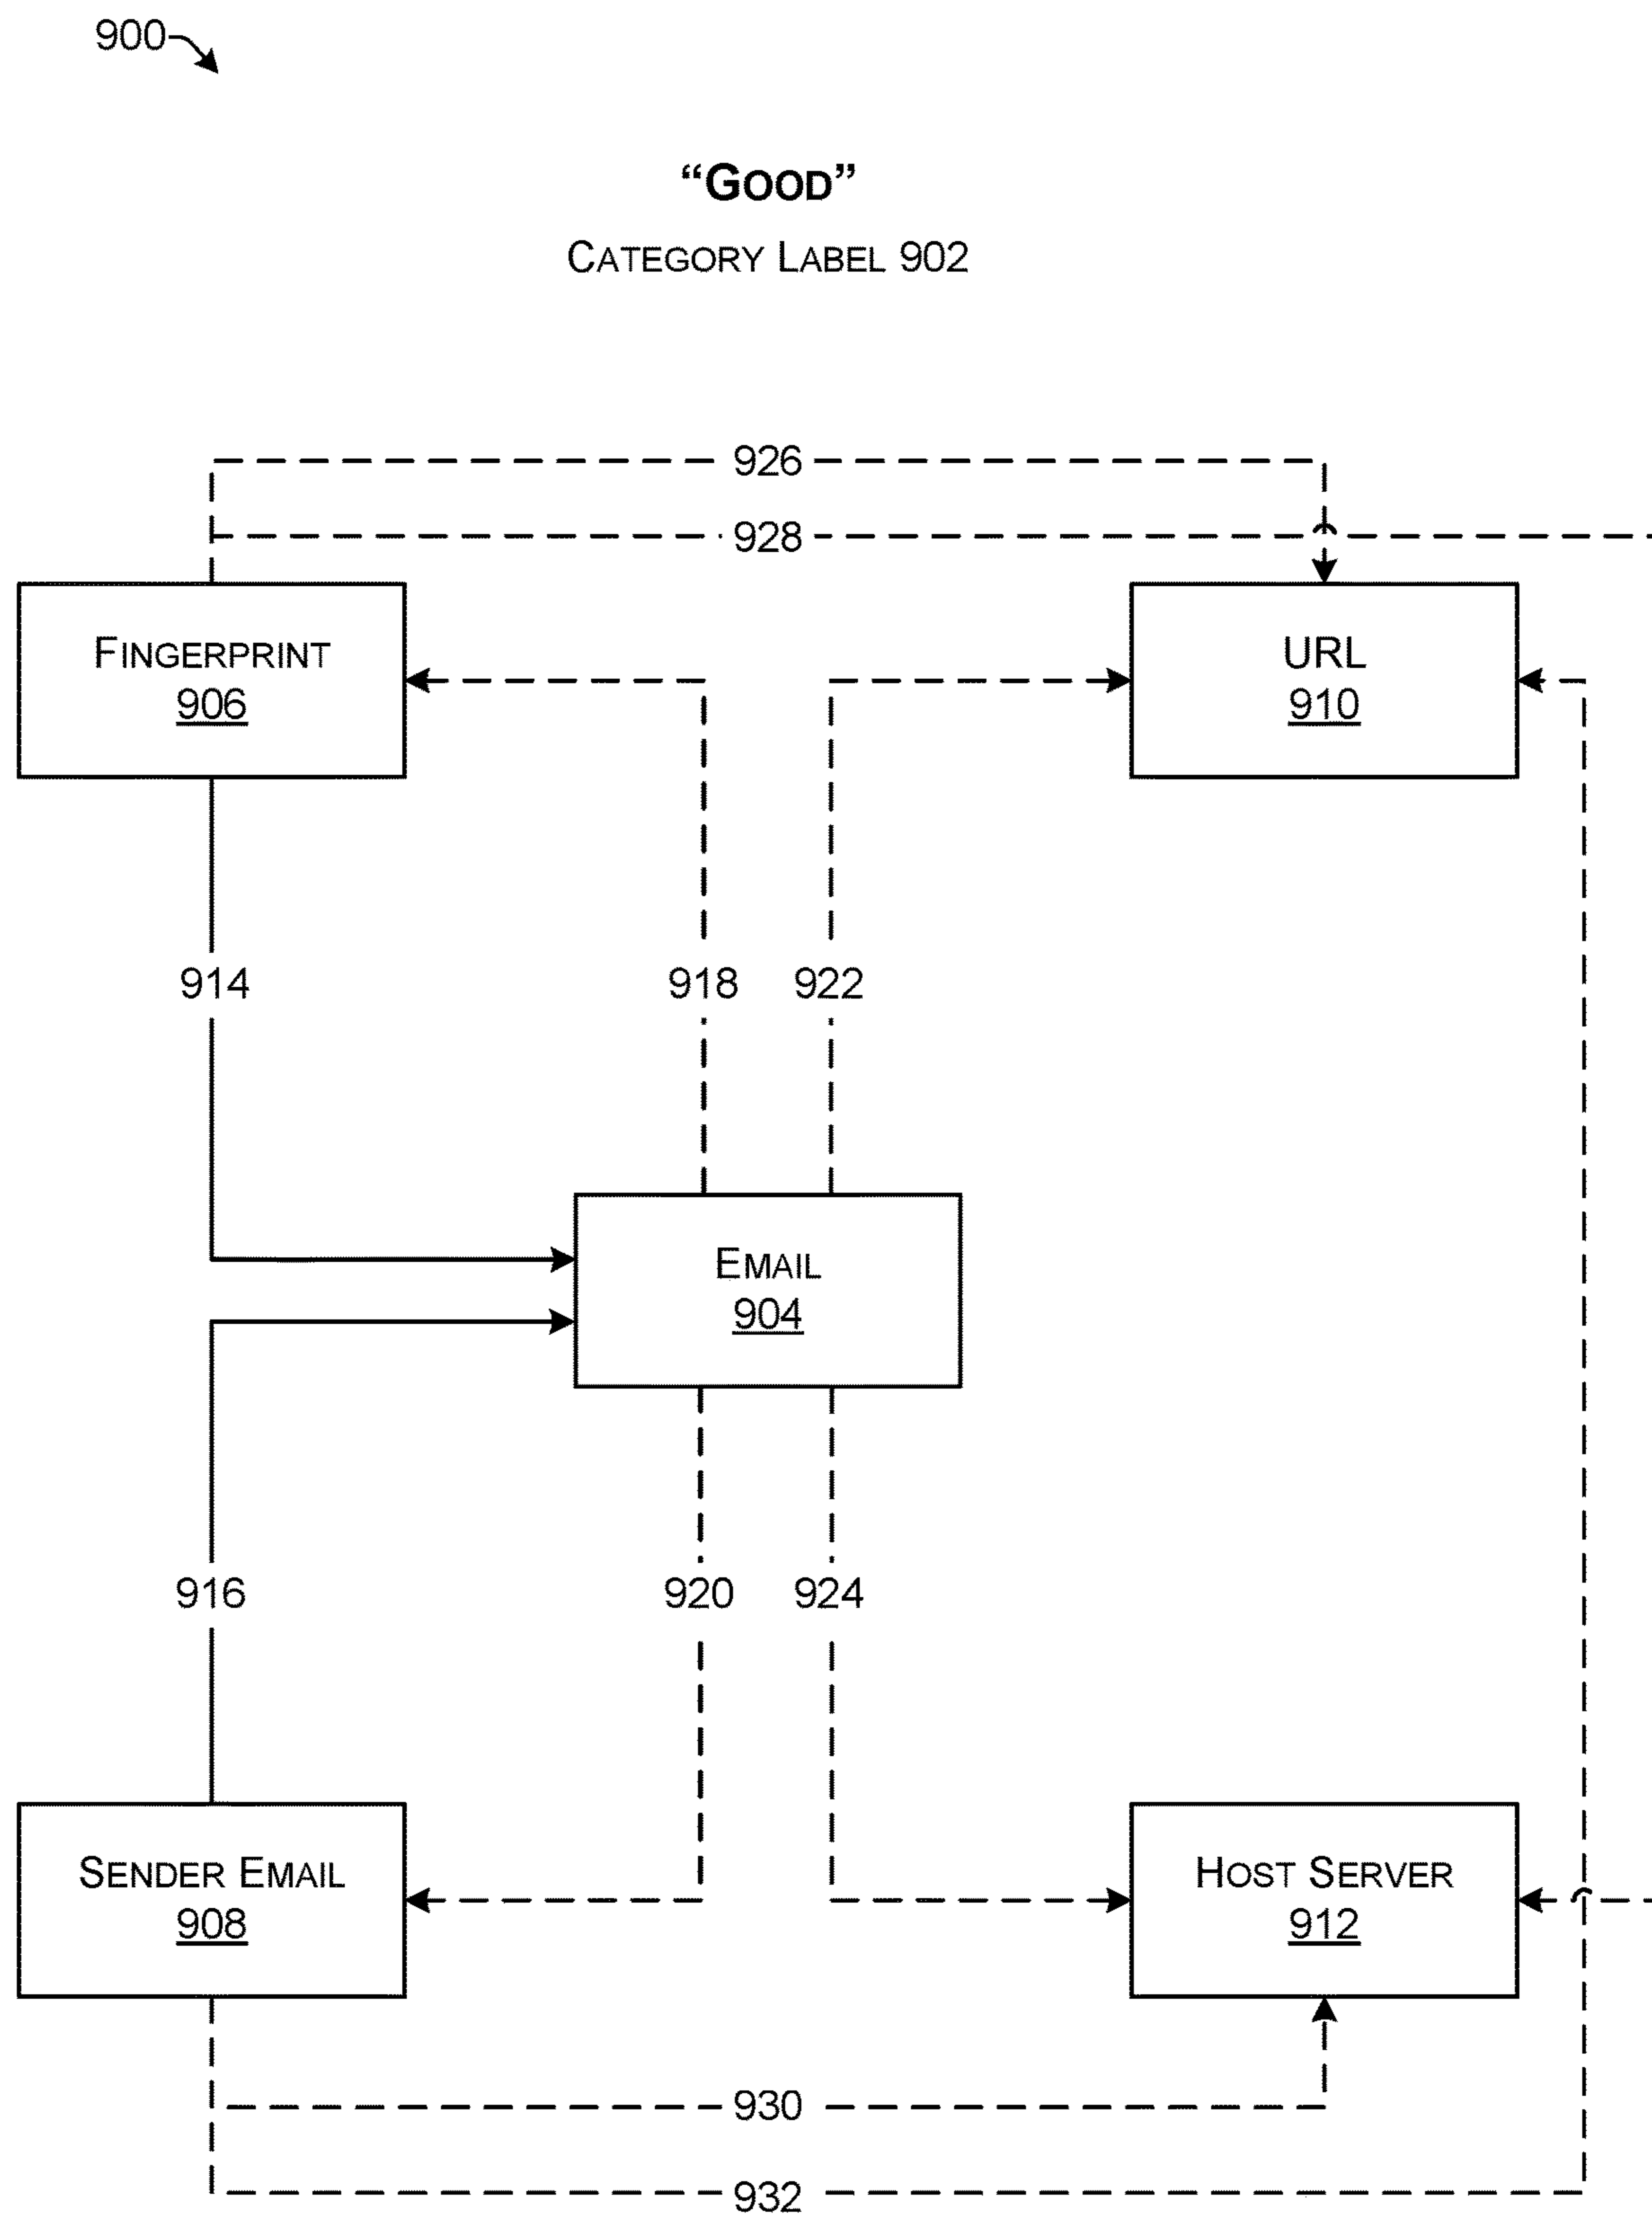 900
“GOOD”
CATEGORY LABEL 902
926
928
FINGERPRINT
906
URL
910
914
918
922
EMAIL
904
916
920
924
SENDER EMAIL
908
HOST SERVER
912
930
932